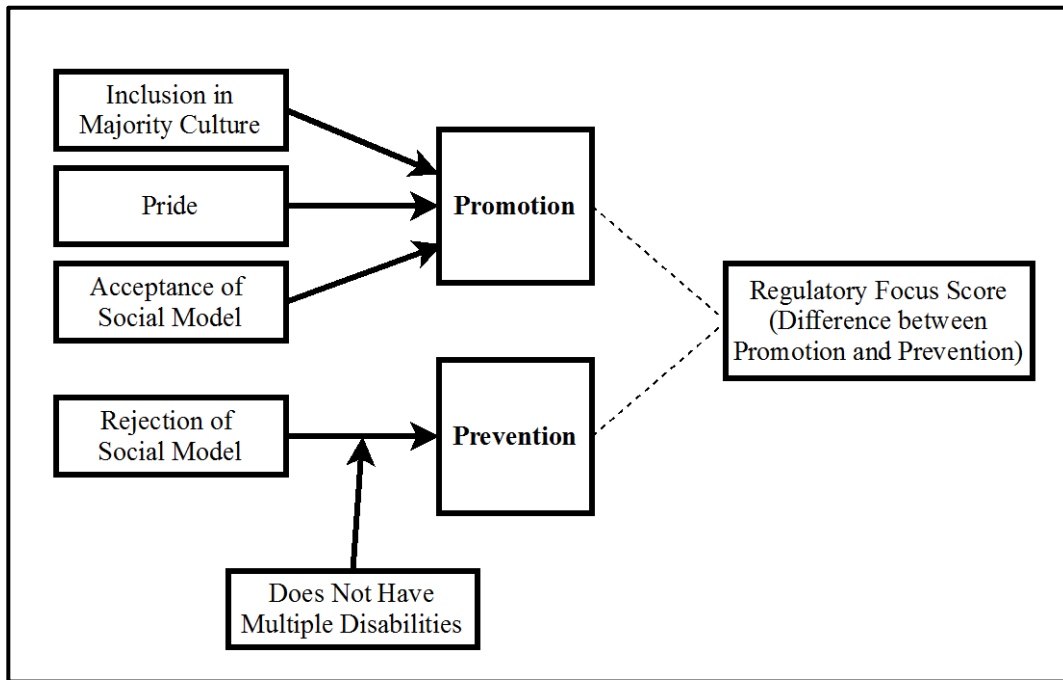 Inclusion in
Majority Culture
Pride
Acceptance of
Social Model
Promotion
Regulatory Focus Score
(Difference between
Promotion and Prevention)
Rejection of
Social Model
Prevention
Does Not Have
Multiple Disabilities